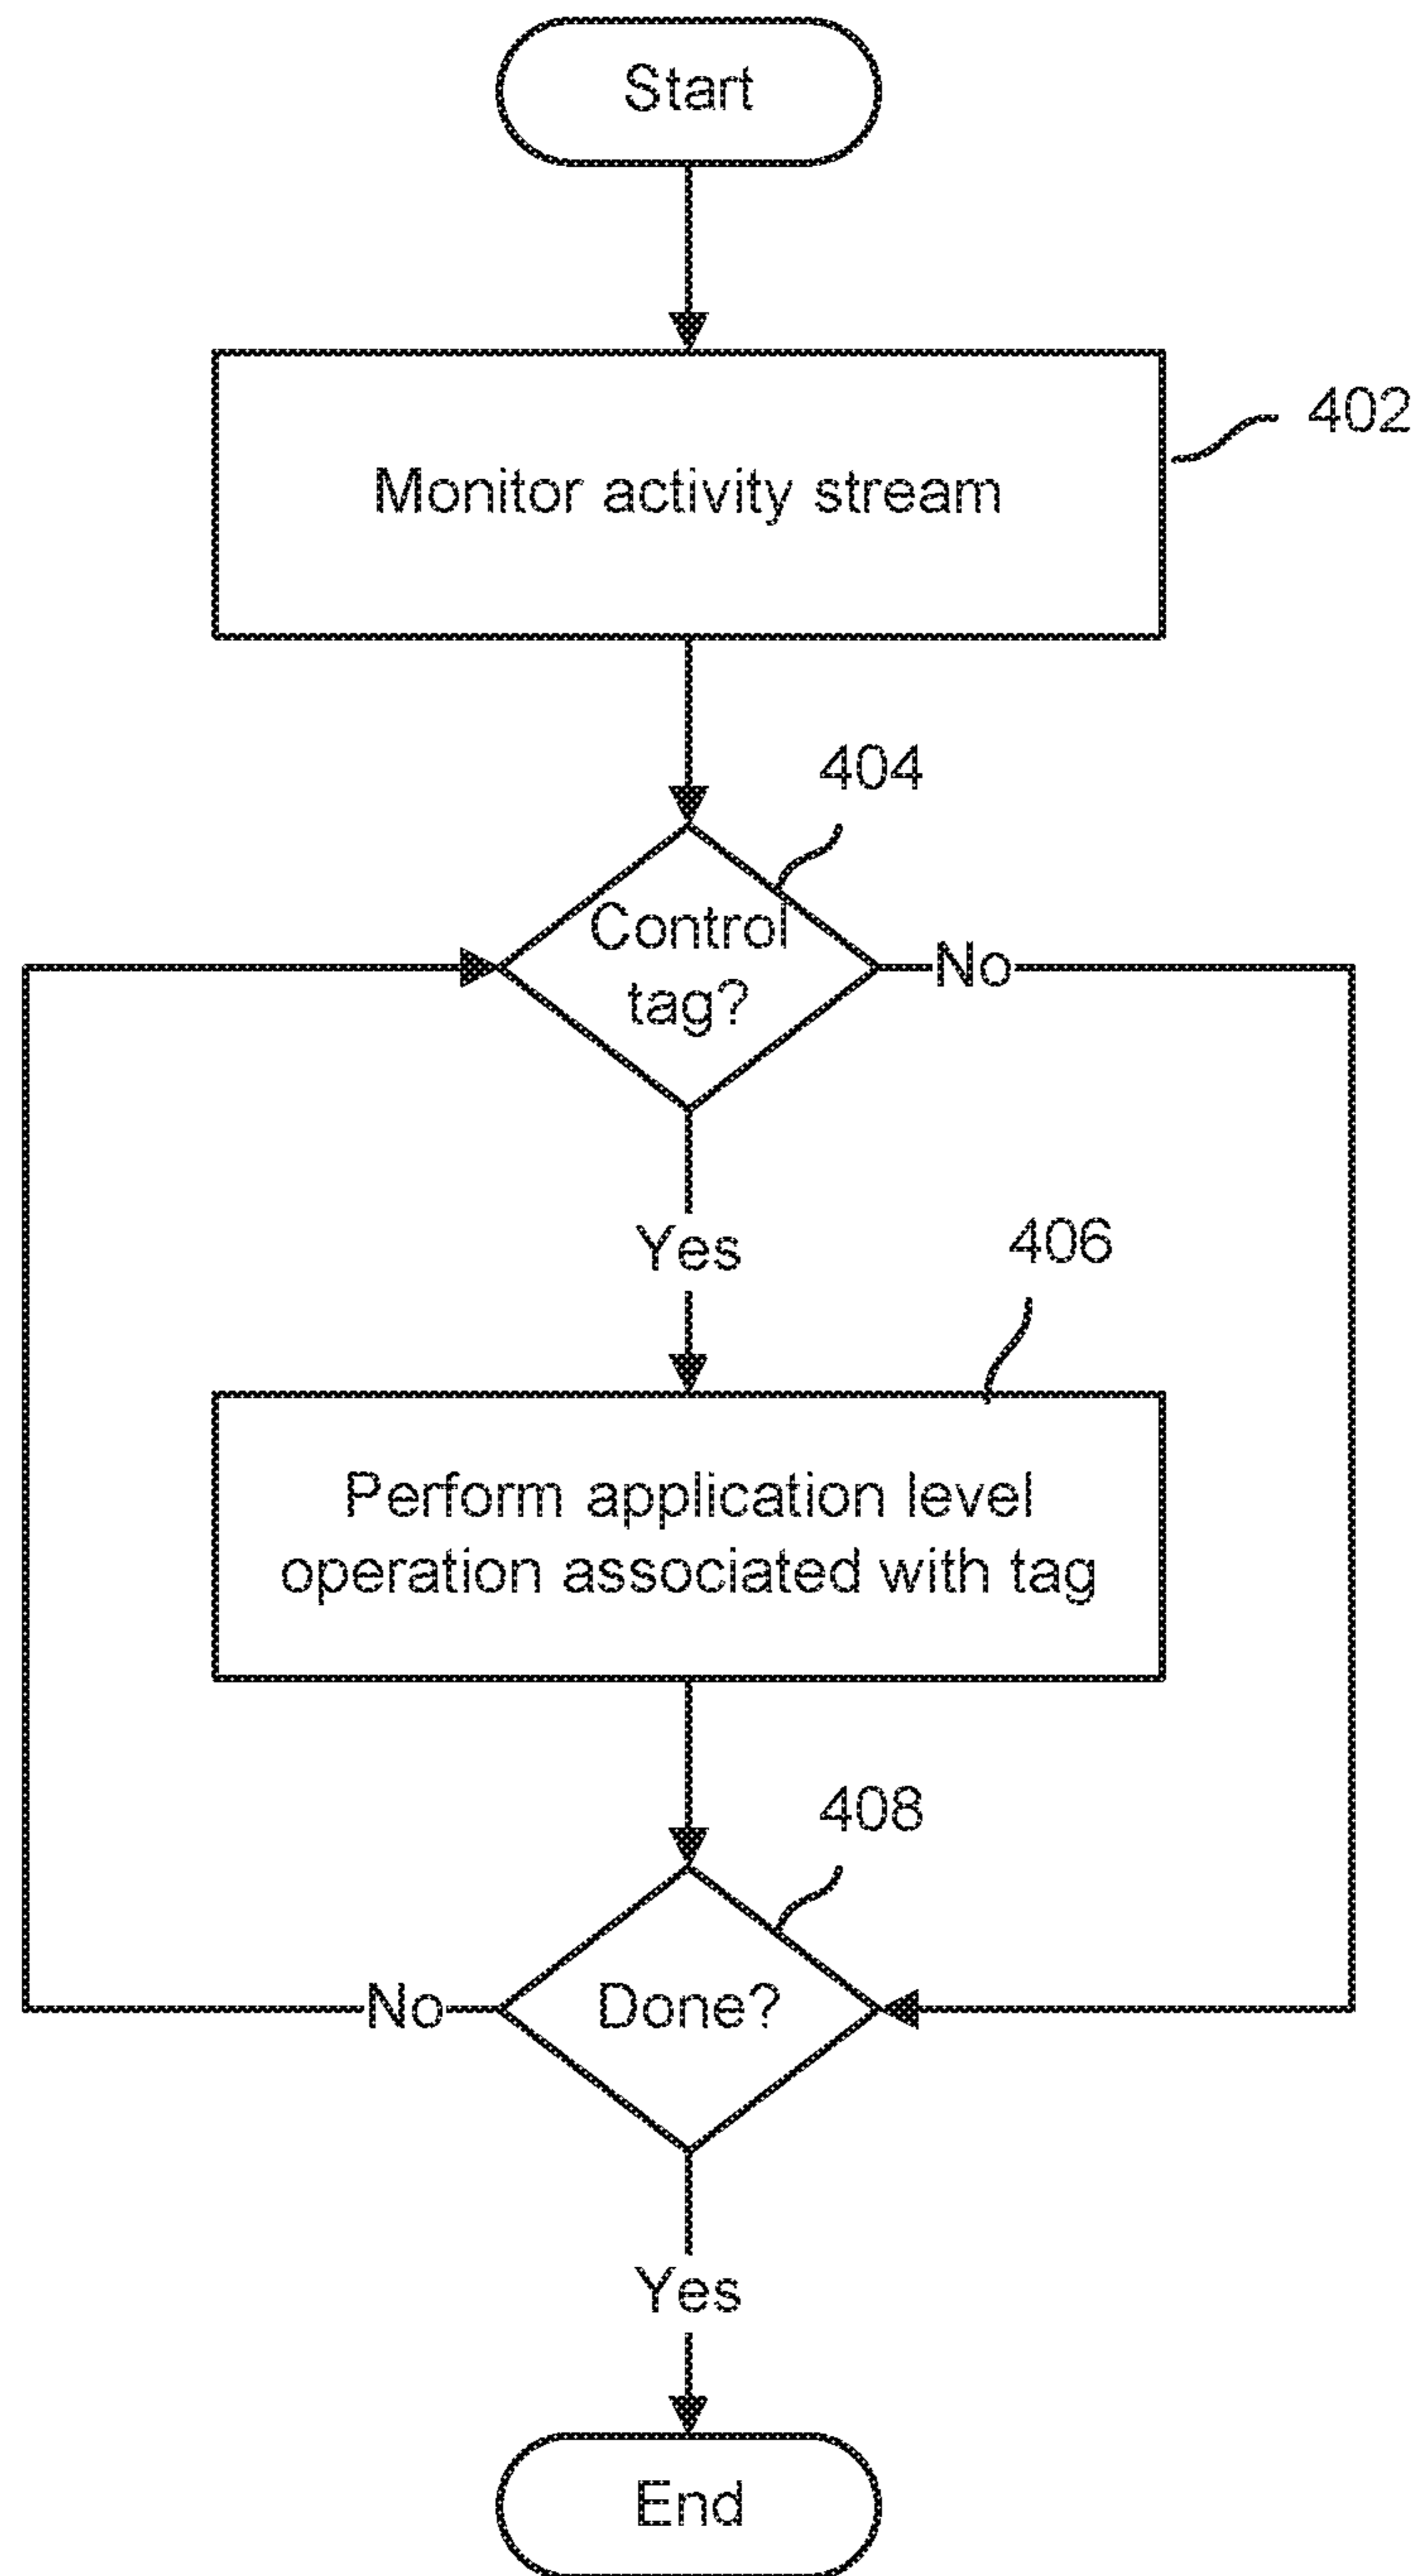 Start
Monitor activity stream
402
404
Control
tag?
No
Yes
406
Perform application level
operation associated with tag
408
Done?
No
Yes
End